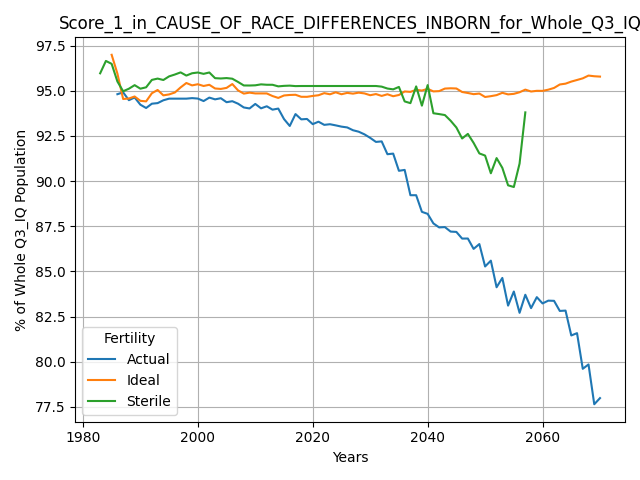 Score_1_in_CAUSE_OF_RACE_DIFFERENCES_INBORN_for_Whole_Q3_IQ
% of Whole Q3_IQ Population
97.5
95.0
92.5
90.0
87.5
85.0
82.5
80.0
77.5
Fertility
Actual
Ideal
Sterile
1980
2000
2020
2040
2060
Years